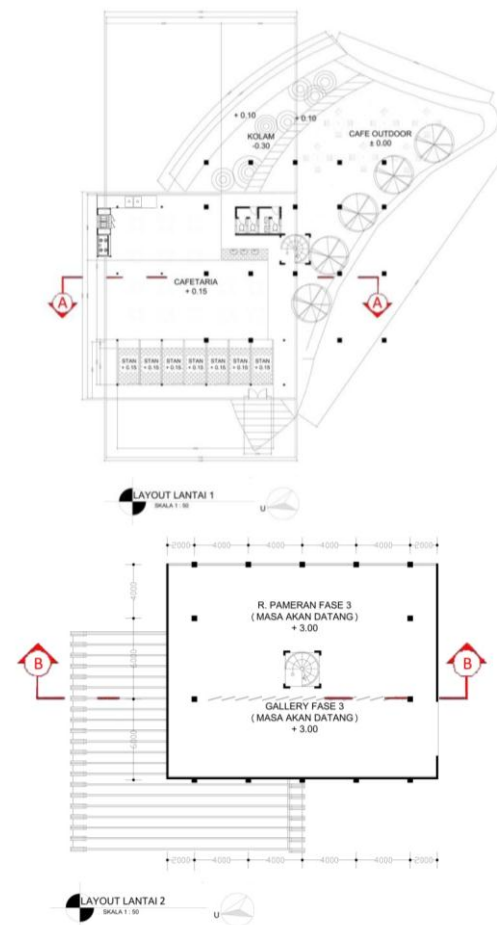 + 0.10
+ 0.10
KOLAM
-0.30
CAFE OUTDOOR
± 0.00
CAFETARIA
+ 0.15
A
A
STAN
+ 0.15
STAN
+ 0.15
STAN
+ 0.15
STAN
+ 0.15
STAN
+ 0.15
STAN
+ 0.15
STAN
+ 0.15
LAYOUT LANTAI 1
SKALA 1 : 50
U
2000 4000 4000 4000 4000 2000
4000
R. PAMERAN FASE 3
( MASA AKAN DATANG )
+ 3.00
6000
B
B
GALLERY FASE 3
( MASA AKAN DATANG )
+ 3.00
6000
2000 4000 4000 4000 4000 2000
LAYOUT LANTAI 2
SKALA 1 : 50
U